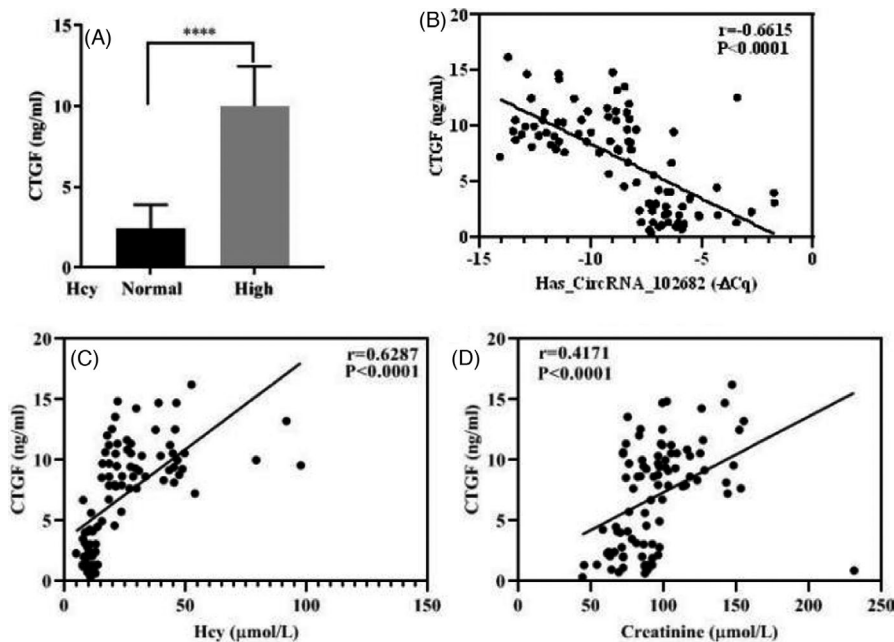 (A)
****
CTGF (ng/ml)
15
10
5
0
Hcy Normal High
(B)
r=-0.6615
P<0.0001
CTGF (ng/ml)
20
15
10
5
0
-15 -10 -5 0
Has_CircRNA_102682 (-ΔCq)
(C)
r=0.6287
P<0.0001
CTGF (ng/ml)
20
15
10
5
0
0 50 100 150
Hcy (μmol/L)
(D)
r=0.4171
P<0.0001
CTGF (ng/ml)
20
15
10
5
0
0 50 100 150 200 250
Creatinine (μmol/L)